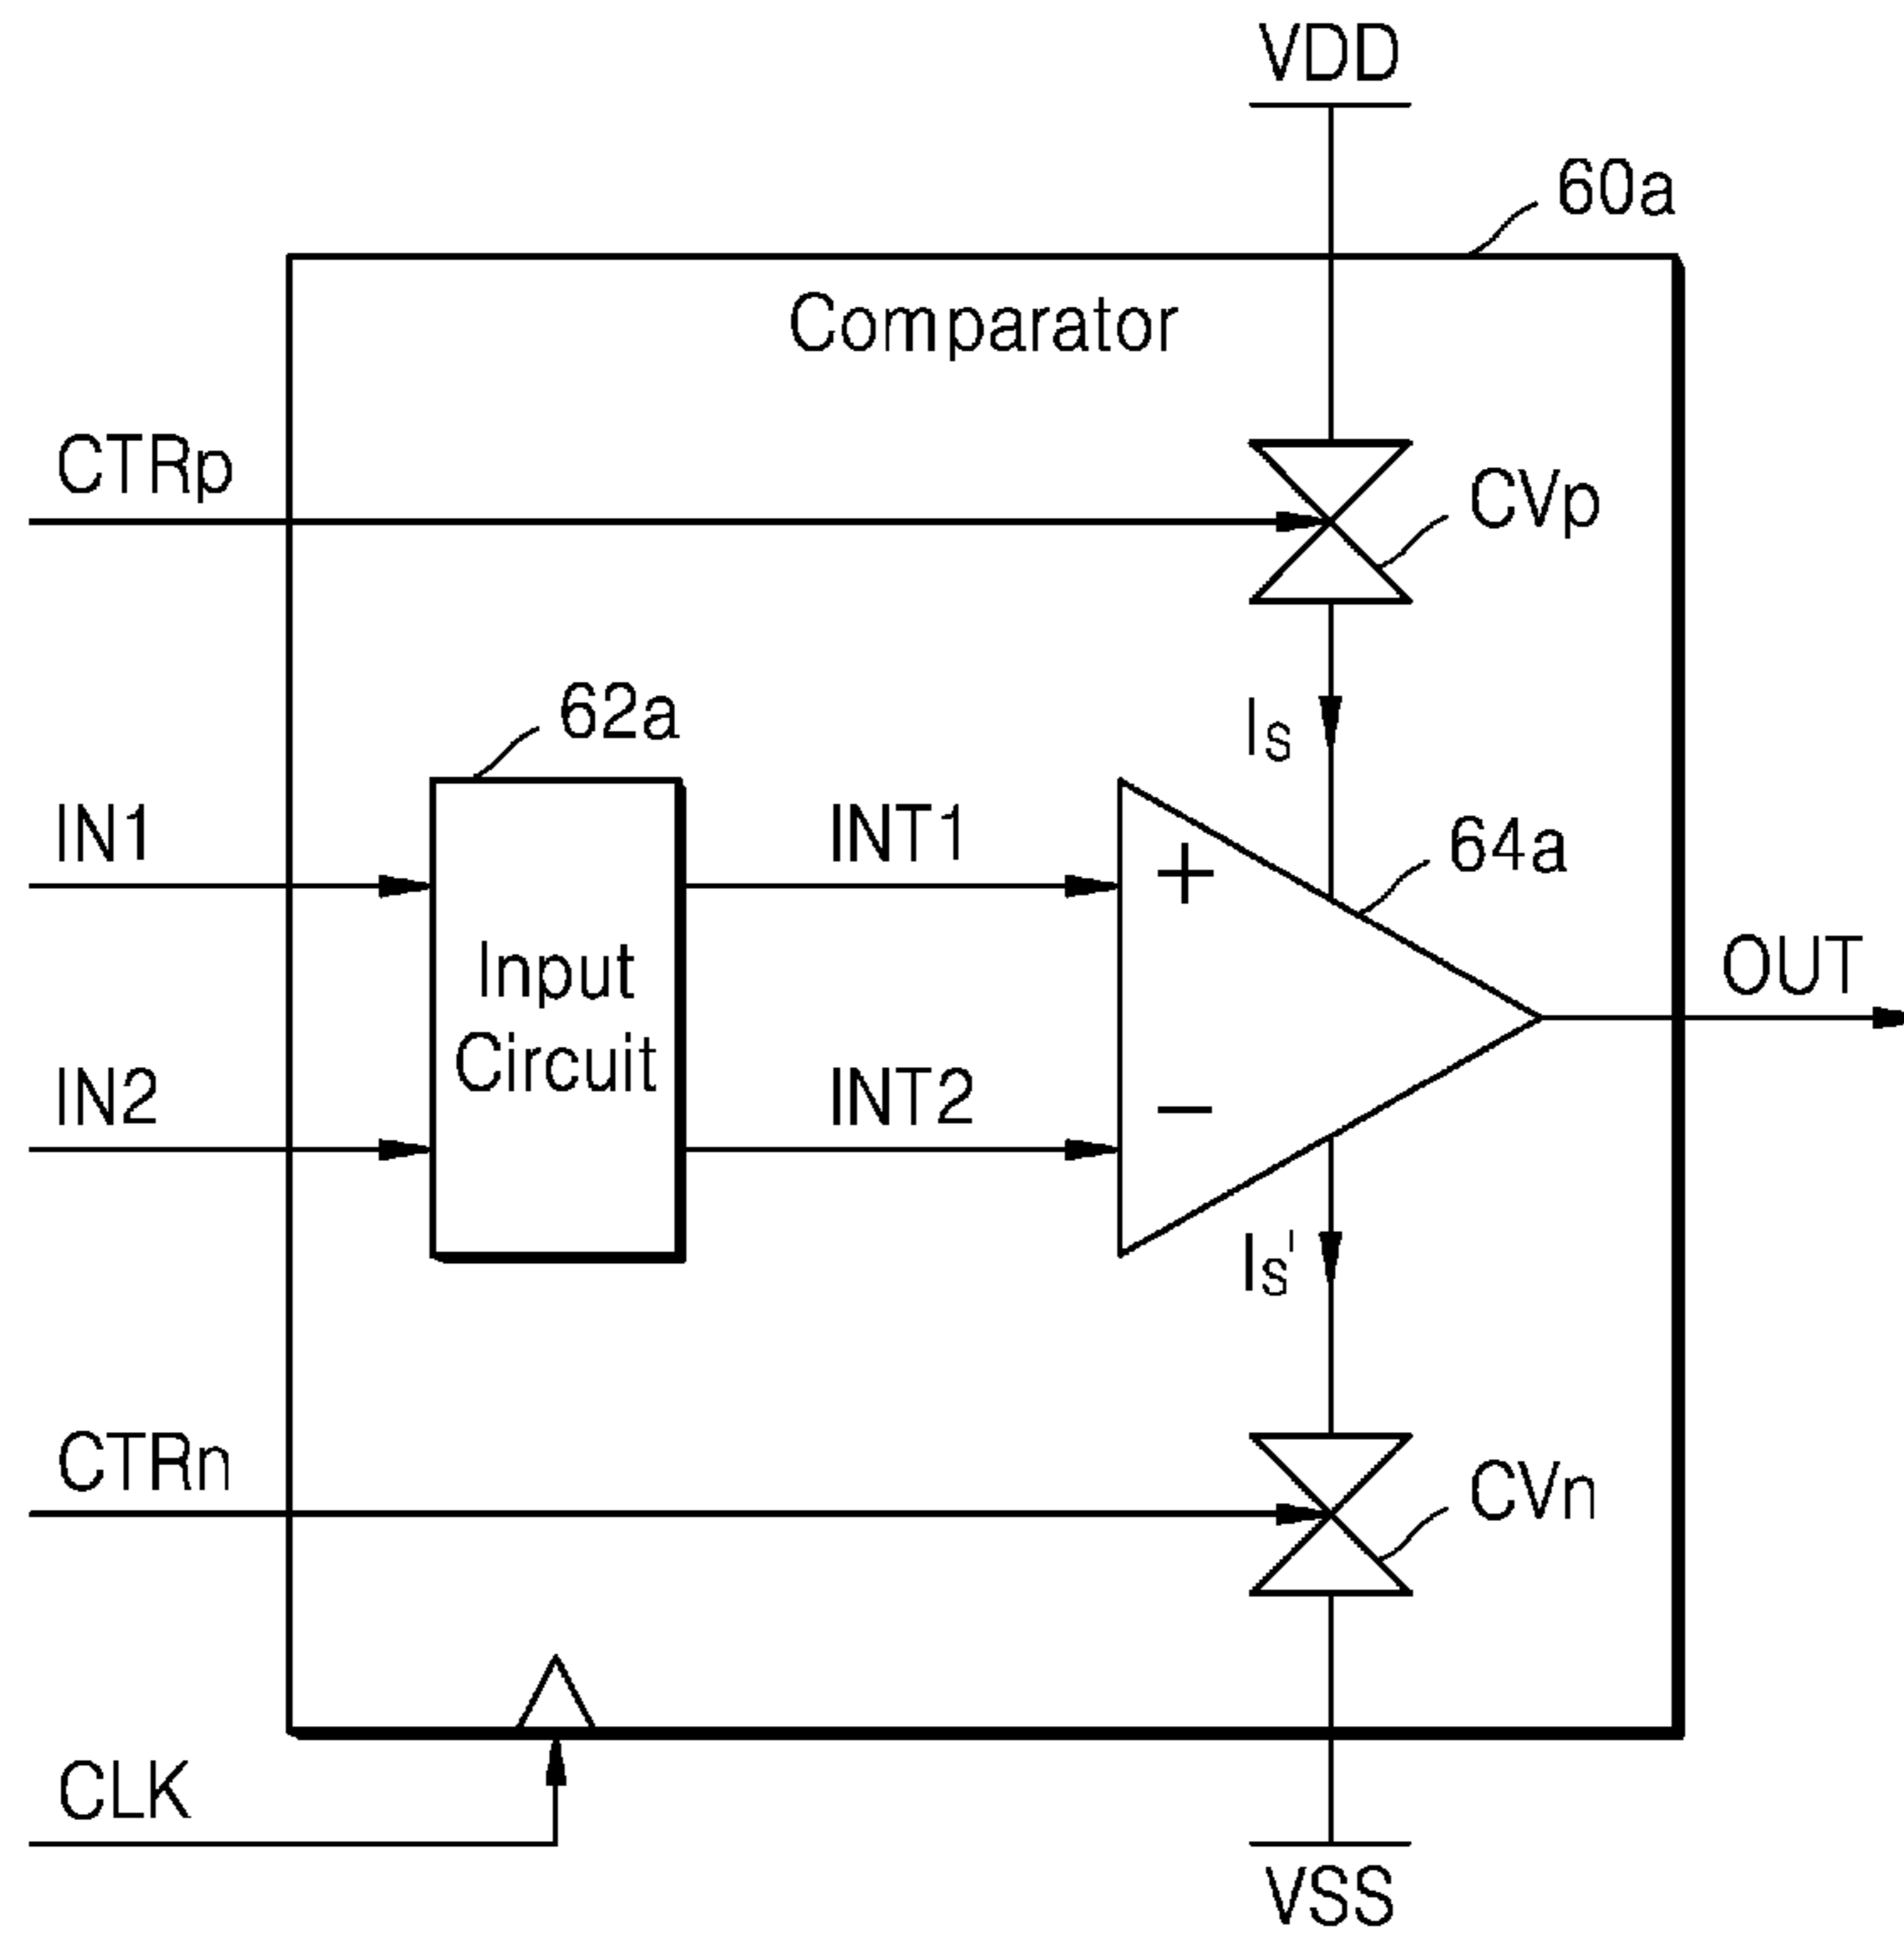 VDD
60a
Comparator
CTRp
CVp
Is
62a
IN1
INT1
+
64a
Input
Circuit
OUT
IN2
INT2
−
Is'
CTRn
CVn
CLK
VSS